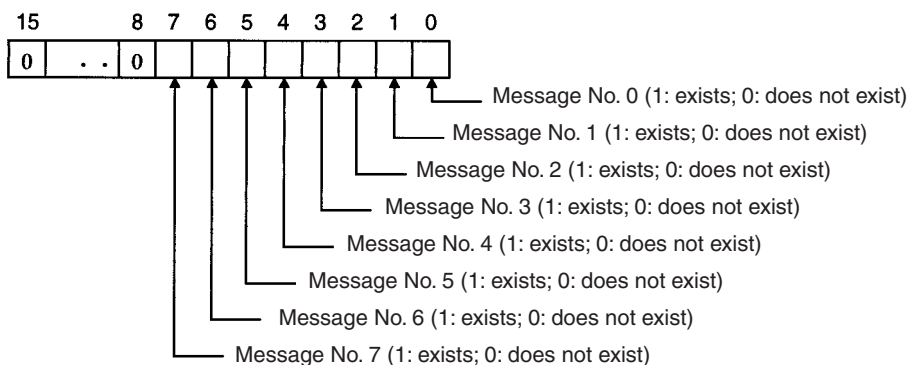 15 8 7 6 5 4 3 2 1 0
0 . . 0
Message No. 0 (1: exists; 0: does not exist)
Message No. 1 (1: exists; 0: does not exist)
Message No. 2 (1: exists; 0: does not exist)
Message No. 3 (1: exists; 0: does not exist)
Message No. 4 (1: exists; 0: does not exist)
Message No. 5 (1: exists; 0: does not exist)
Message No. 6 (1: exists; 0: does not exist)
Message No. 7 (1: exists; 0: does not exist)